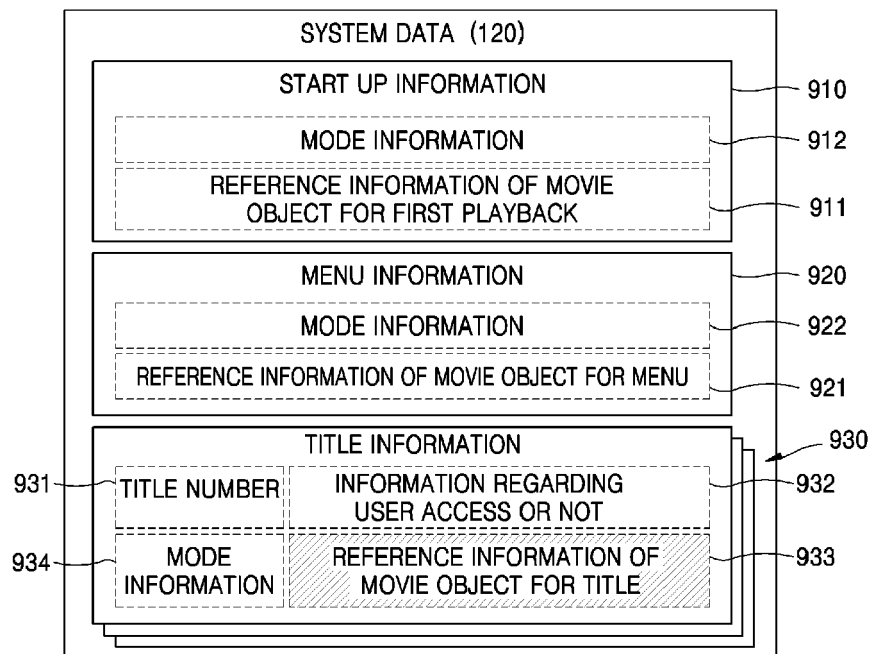 SYSTEM DATA (120)
START UP INFORMATION
910
MODE INFORMATION
912
REFERENCE INFORMATION OF MOVIE
OBJECT FOR FIRST PLAYBACK
911
MENU INFORMATION
920
MODE INFORMATION
922
REFERENCE INFORMATION OF MOVIE OBJECT FOR MENU
921
TITLE INFORMATION
930
931
TITLE NUMBER
INFORMATION REGARDING
USER ACCESS OR NOT
932
934
MODE
INFORMATION
REFERENCE INFORMATION OF
MOVIE OBJECT FOR TITLE
933